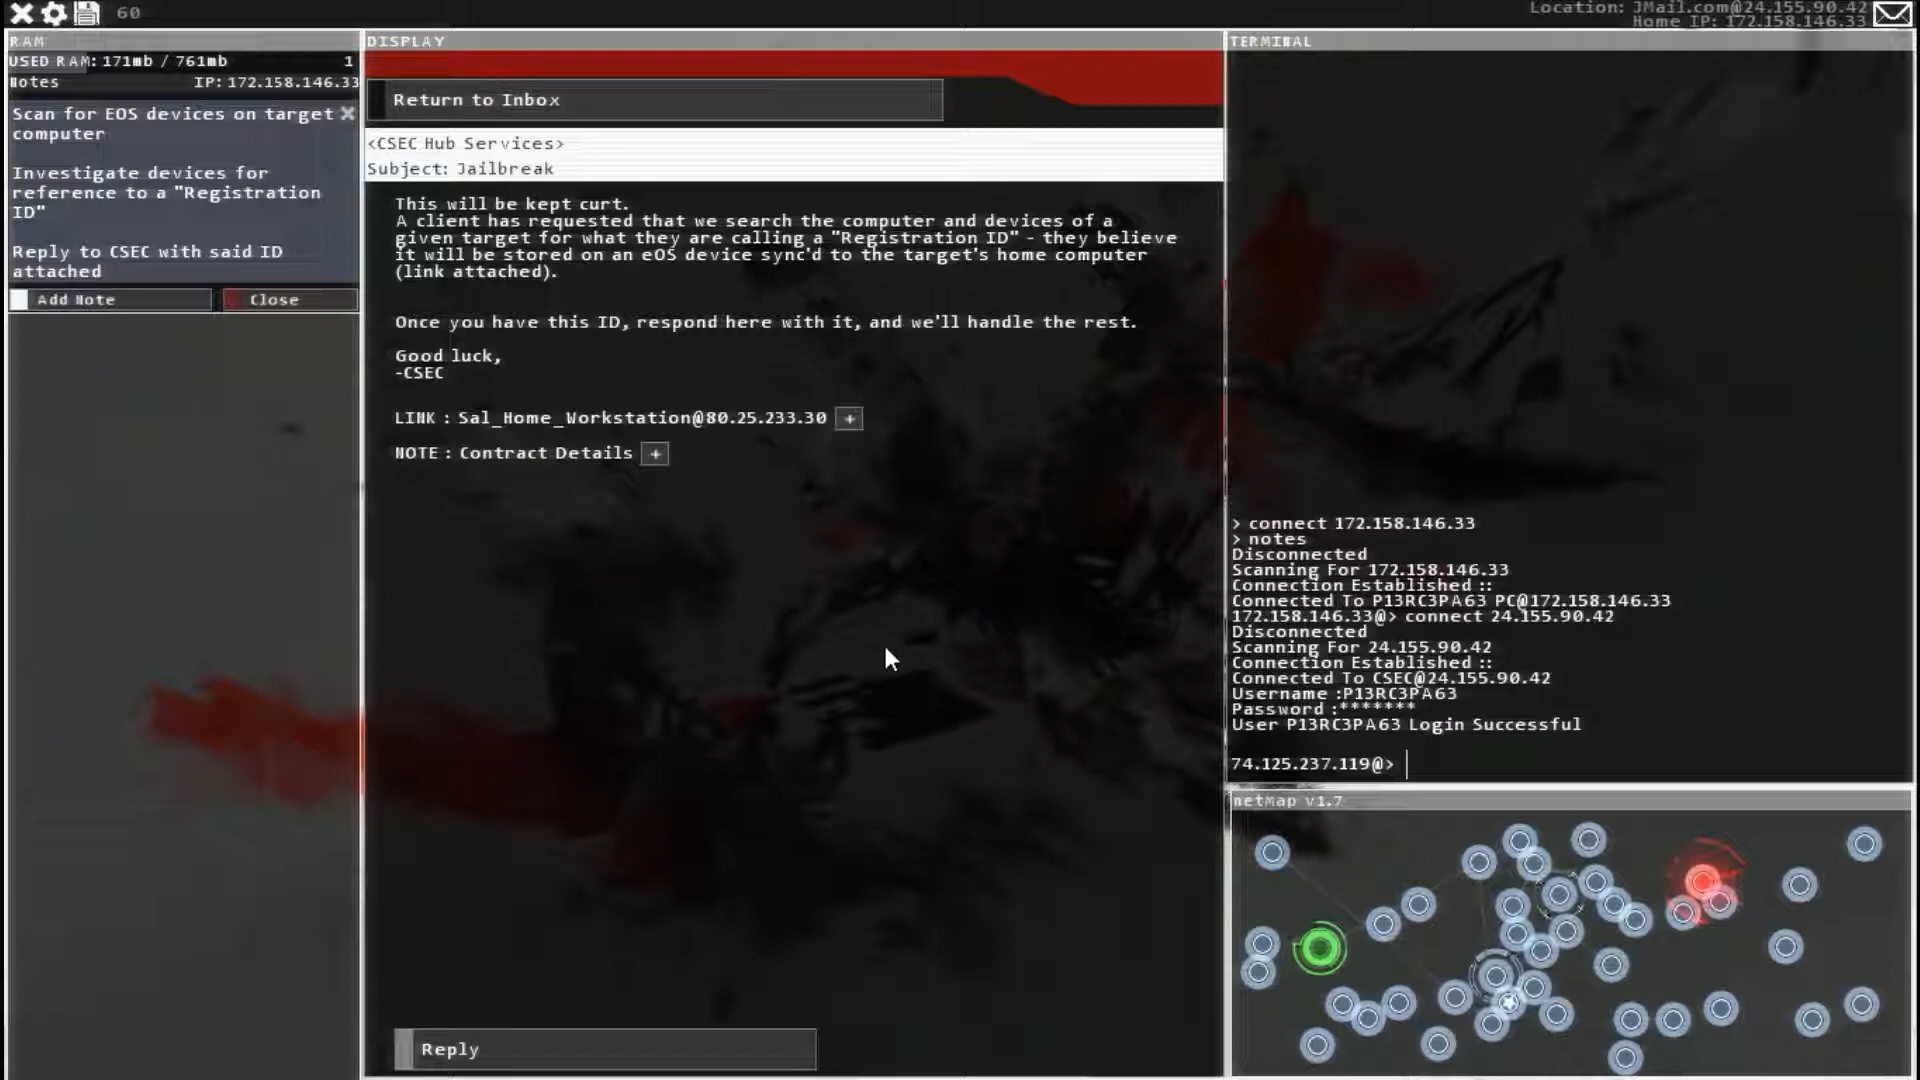 60
Location: JMail.com@24.155.90.42
Home IP: 172.158.146.33
RAM
USED RAM: 171mb / 761mb 1
Notes IP: 172.158.146.33
Scan for EOS devices on target
computer
Investigate devices for
reference to a "Registration
ID"
Reply to CSEC with said ID
attached
Add Note
Close
DISPLAY
Return to Inbox
<CSEC Hub Services>
Subject: Jailbreak
This will be kept curt.
A client has requested that we search the computer and devices of a
given target for what they are calling a "Registration ID" - they believe
it will be stored on an eOS device sync'd to the target's home computer
(link attached).
Once you have this ID, respond here with it, and we'll handle the rest.
Good luck,
-CSEC
LINK : Sal_Home_Workstation@80.25.233.30 +
NOTE : Contract Details +
Reply
TERMINAL
> connect 172.158.146.33
> notes
Disconnected
Scanning For 172.158.146.33
Connection Established ::
Connected To P13RC3PA63 PC@172.158.146.33
172.158.146.33@> connect 24.155.90.42
Disconnected
Scanning For 24.155.90.42
Connection Established ::
Connected To CSEC@24.155.90.42
Username :P13RC3PA63
Password :*******
User P13RC3PA63 Login Successful
74.125.237.119@>
netMap v1.7